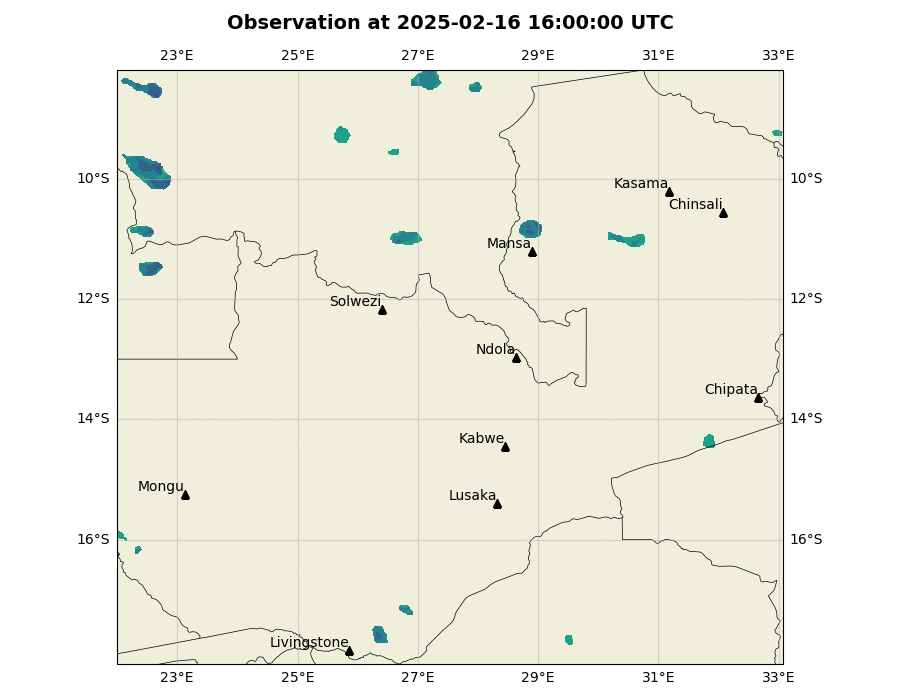 Observation at 2025-02-16 16:00:00 UTC
23°E 25°E 27°E 29°E 31°E 33°E
10°S 10°S
Kasama
Chinsali
Mansa
12°S 12°S
Solwezi
Ndola
Chipata
14°S 14°S
Kabwe
Mongu
Lusaka
16°S 16°S
Livingstone
23°E 25°E 27°E 29°E 31°E 33°E